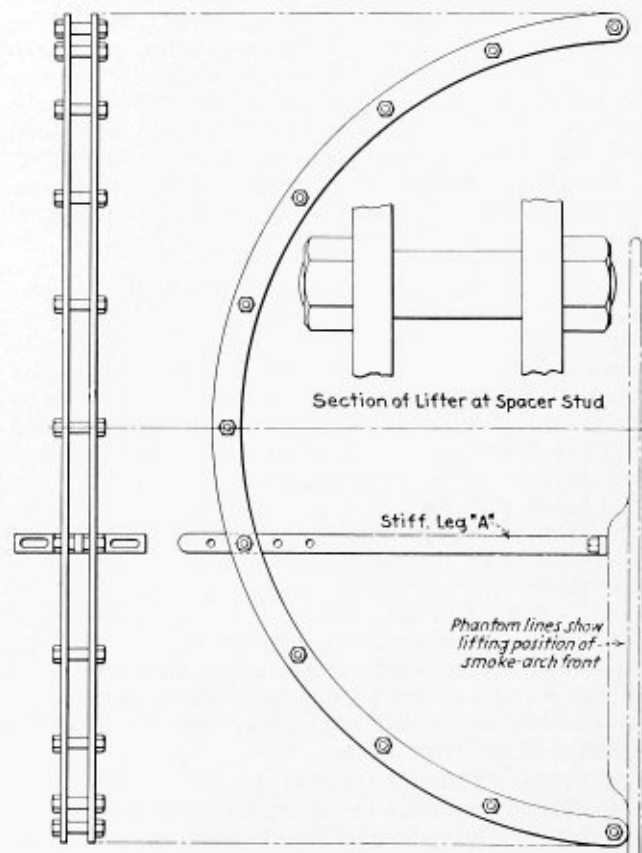 Section of Lifter at Spacer Stud
Stiff. Leg "A"
Phantom lines show
lifting position of
smoke-arch front